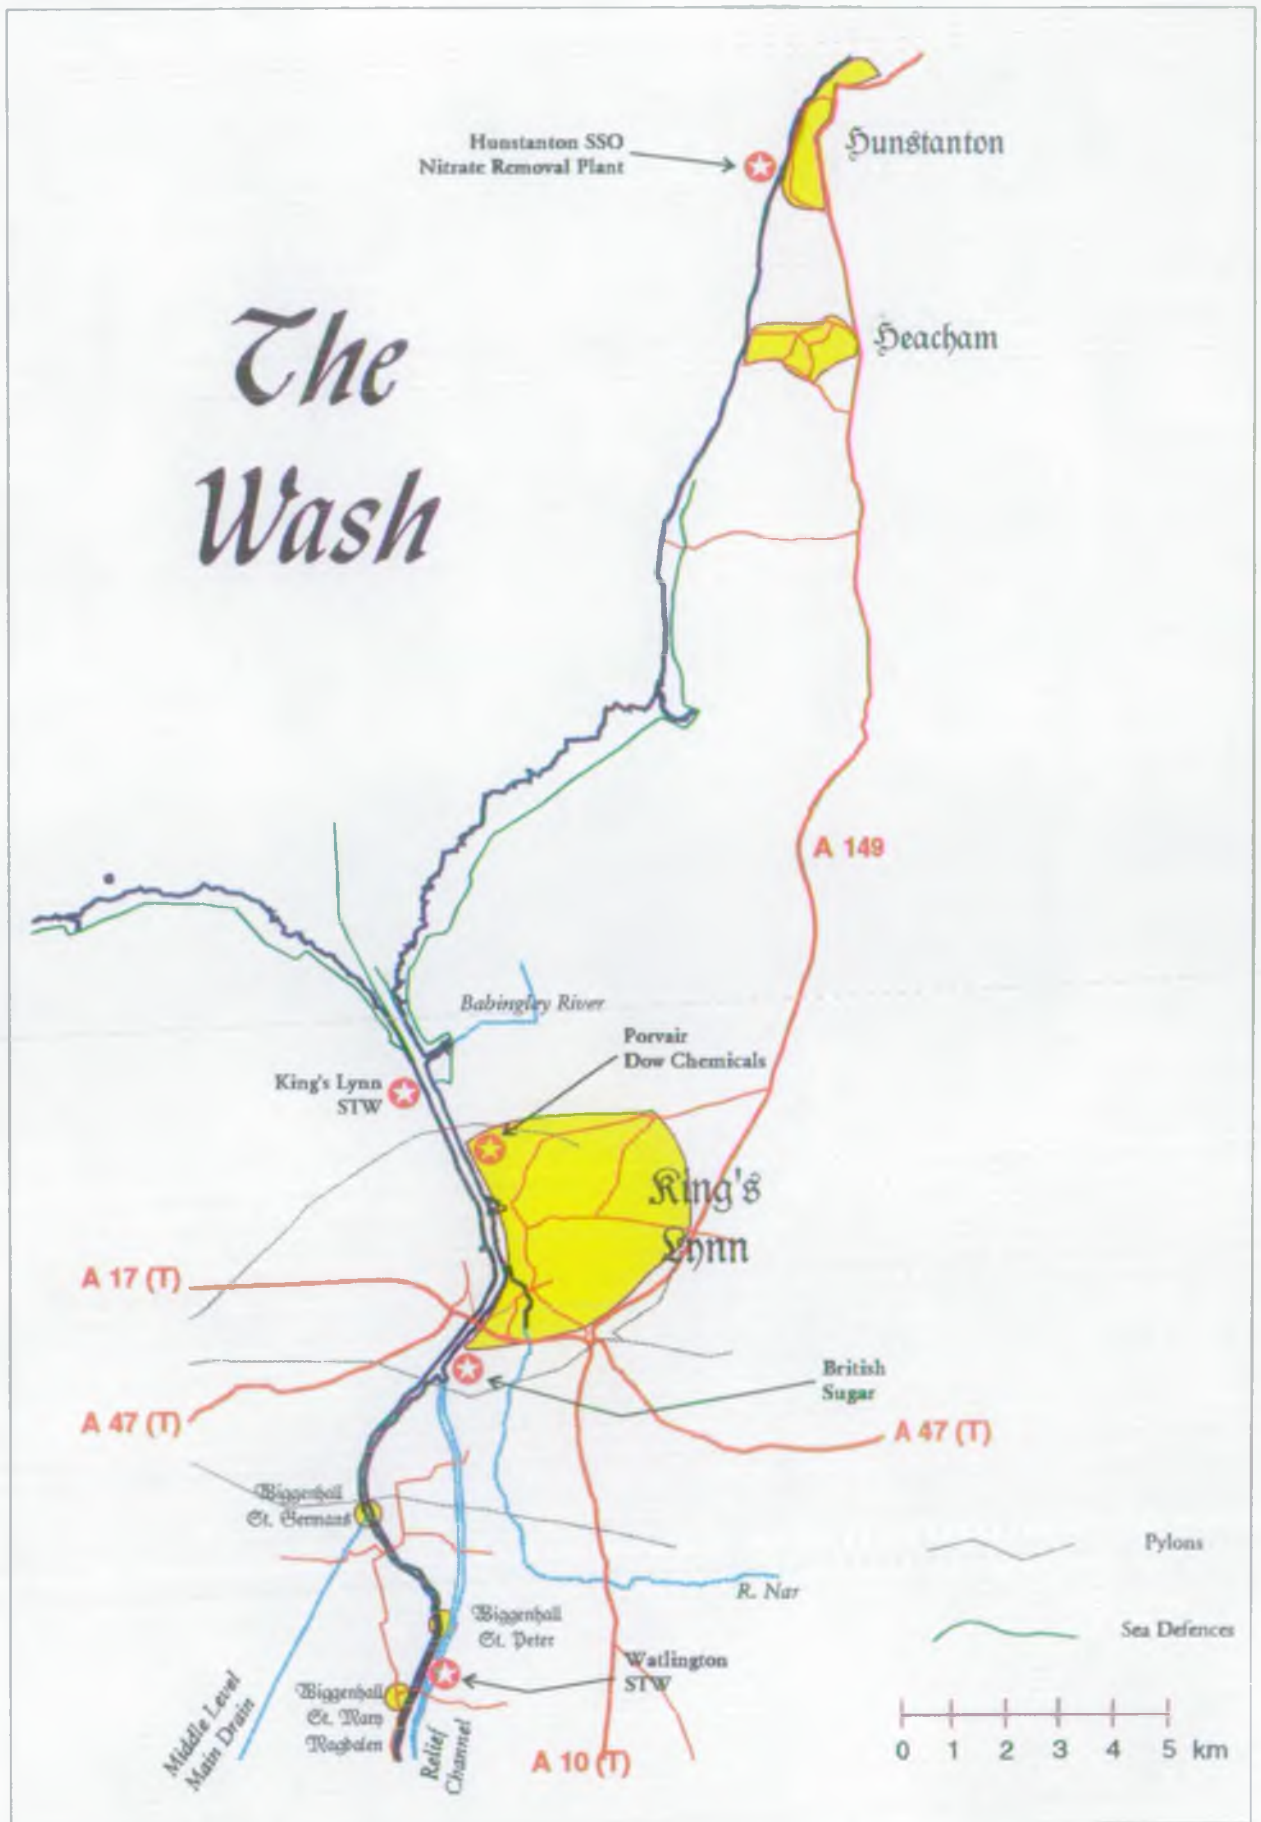 Hunstanton SSO
Nitrate Removal Plant
Hunstanton
The
Wash
Heacham
A 149
Babingley River
Porvair
Dow Chemicals
King's Lynn
STW
King's
Lynn
A 17 (T)
British
Sugar
A 47 (T)
A 47 (T)
Wiggenhall
St. Germans
Pylons
R. Nar
Wiggenhall
St. Peter
Sea Defences
Watlington
STW
Wiggenhall
St. Mary
Magdalen
Middle Level
Main Drain
Relief
Channel
A 10 (T)
0 1 2 3 4 5 km